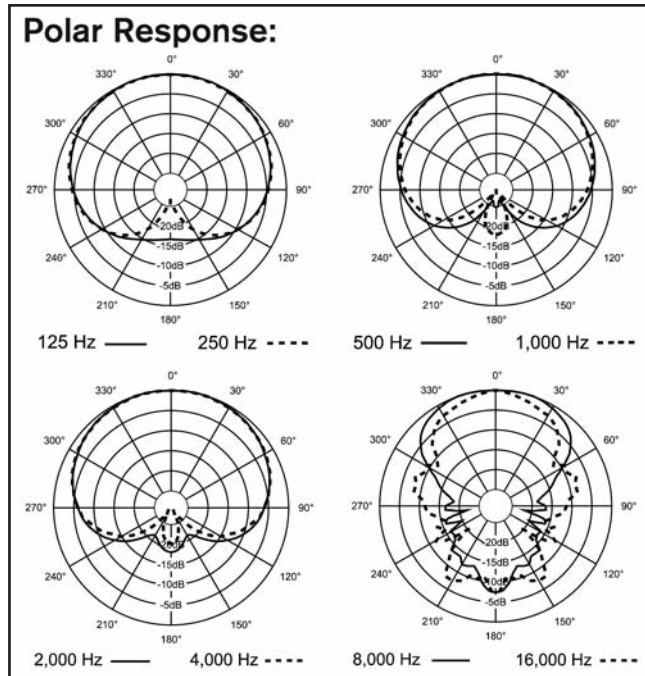 Polar Response:
0°
330° 30°
300° 60°
270° 90°
20dB
-15dB
-10dB
-5dB
240° 120°
210° 150°
180°
125 Hz 250 Hz
0°
330° 30°
300° 60°
270° 90°
20dB
-15dB
-10dB
-5dB
240° 120°
210° 150°
180°
500 Hz 1,000 Hz
0°
330° 30°
300° 60°
270° 90°
-15dB
-10dB
-5dB
240° 120°
210° 150°
180°
2,000 Hz 4,000 Hz
0°
330° 30°
300° 60°
270° 90°
20dB
-15dB
-10dB
-5dB
240° 120°
210° 150°
180°
8,000 Hz 16,000 Hz